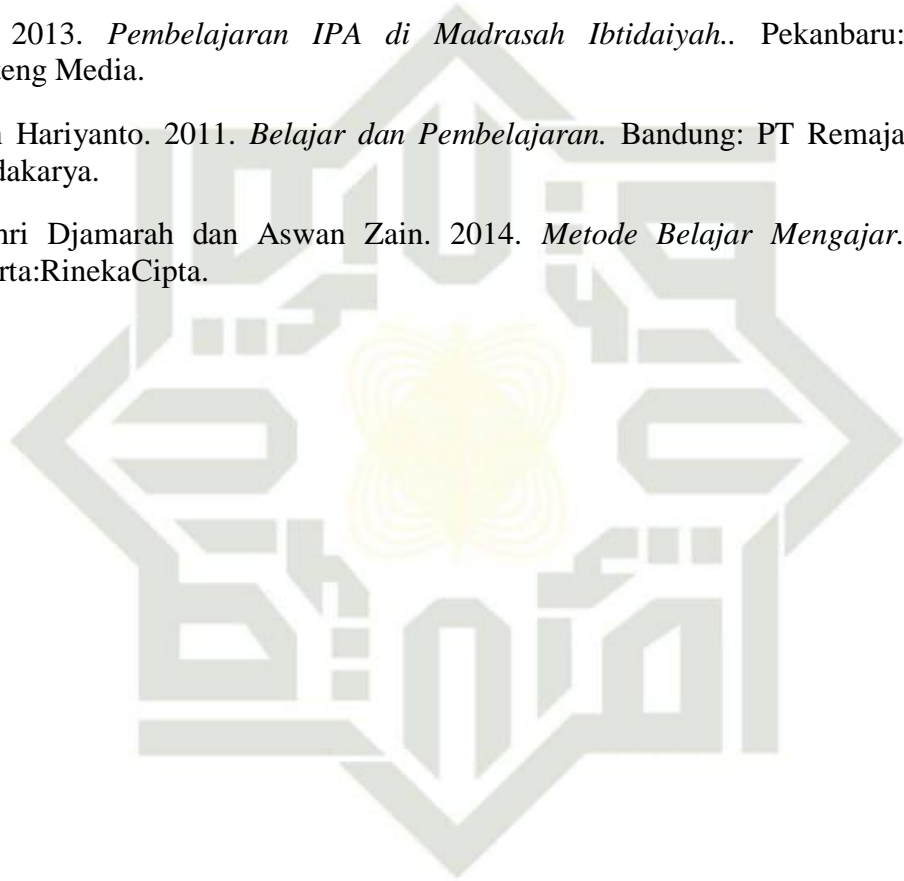 2013. Pembelajaran IPA di Madrasah Ibtidaiyah.. Pekanbaru:
eng Media.
Hariyanto. 2011. Belajar dan Pembelajaran. Bandung: PT Remaja
dakarya.
hri Djamarah dan Aswan Zain. 2014. Metode Belajar Mengajar.
rta:RinekaCipta.